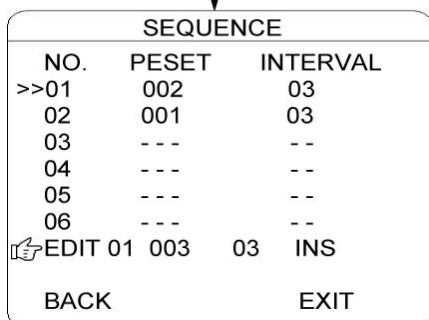 SEQUENCE
NO. PESET INTERVAL
>>01 002 03
02 001 03
03 - - - - -
04 - - - - -
05 - - - - -
06 - - - - -
EDIT 01 003 03 INS
BACK EXIT